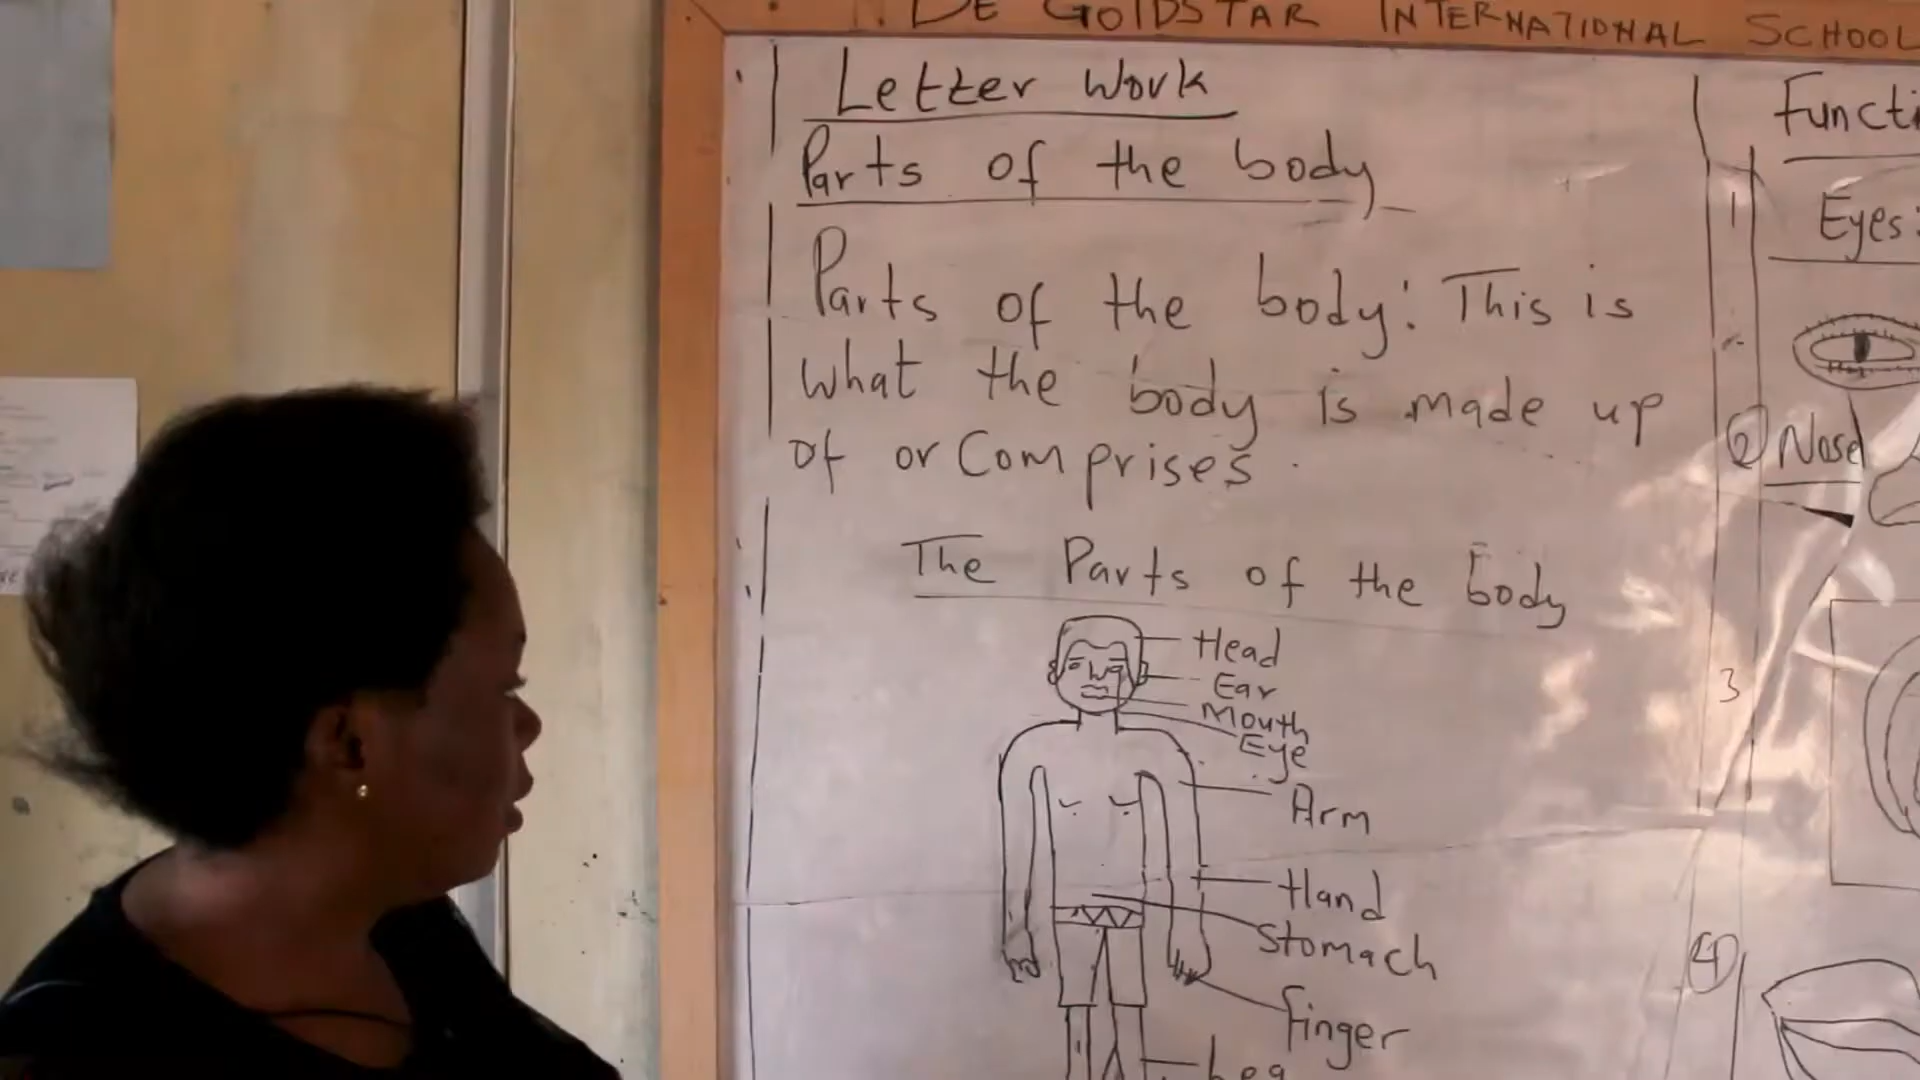 DE GOLDSTAR INTERNATIONAL SCHOOL
Letter Work
Parts of the body
Parts of the body: This is
what the body is made up
of or Comprises.
The Parts of the body
Head
Ear
Mouth
Eye
Arm
Hand
Stomach
finger
Leg
Functi
1
Eyes:
2 Nose
3
4